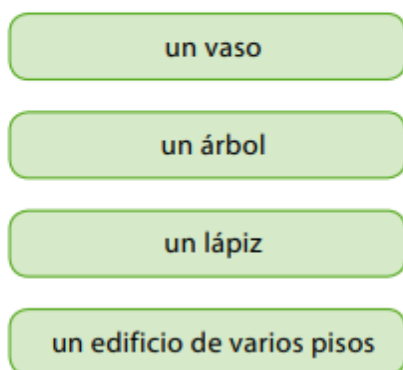 un vaso
un árbol
un lápiz
un edificio de varios pisos